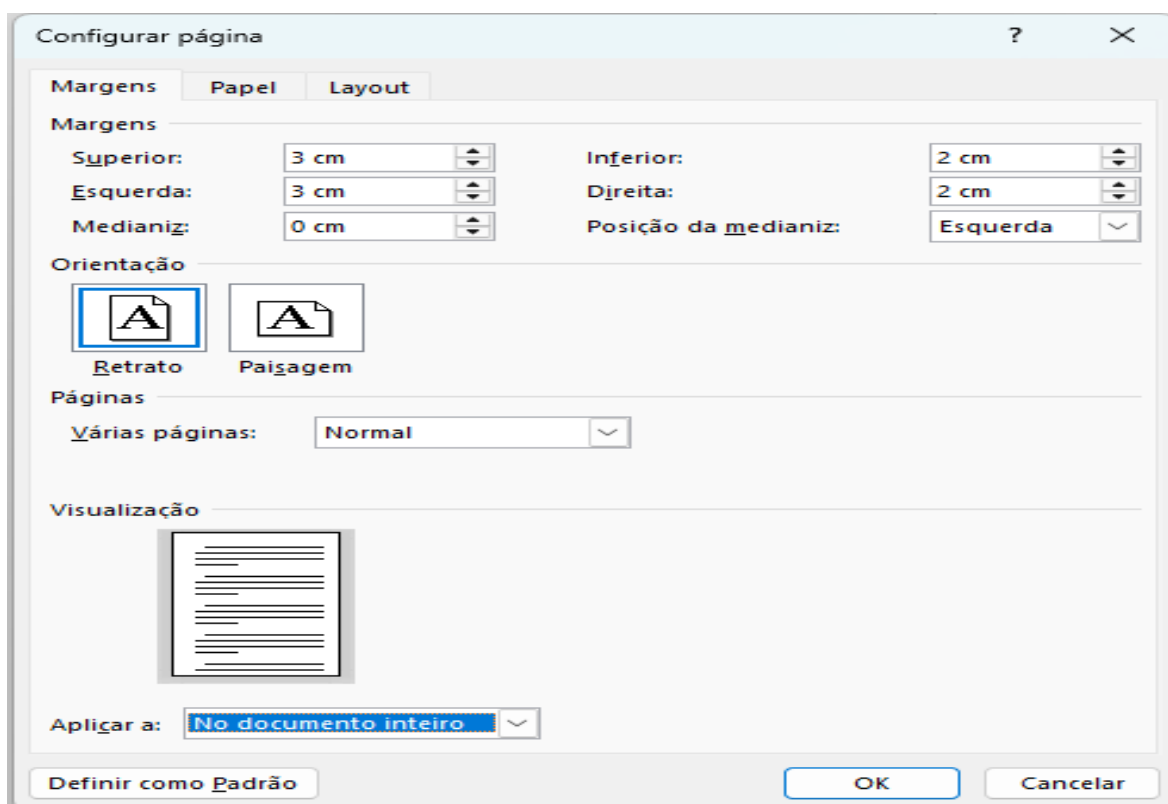 Configurar página ?
Margens Papel Layout
Margens
Superior: 3 cm Inferior: 2 cm
Esquerda: 3 cm Direita: 2 cm
Medianiz: 0 cm Posição da medianiz: Esquerda
Orientação
A A
Retrato Paisagem
Páginas
Várias páginas: Normal
Visualização
Aplicar a: No documento inteiro
Definir como Padrão OK Cancelar